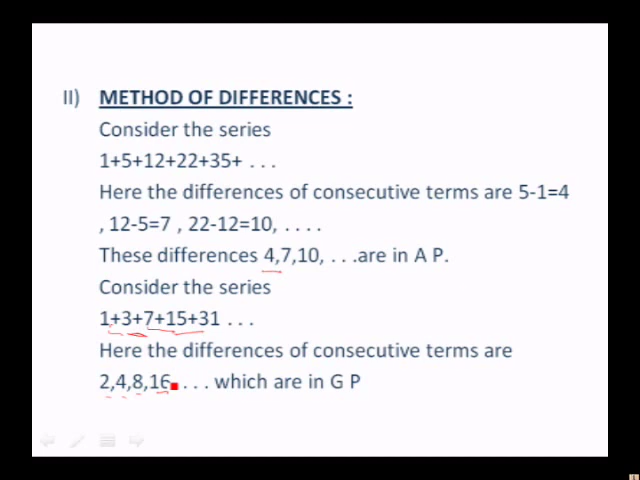 II) METHOD OF DIFFERENCES :
Consider the series
1+5+12+22+35+ . . .
Here the differences of consecutive terms are 5-1=4
, 12-5=7 , 22-12=10, . . . .
These differences 4,7,10, . . .are in A P.
Consider the series
1+3+7+15+31 . . .
Here the differences of consecutive terms are
2,4,8,16 . . . which are in G P